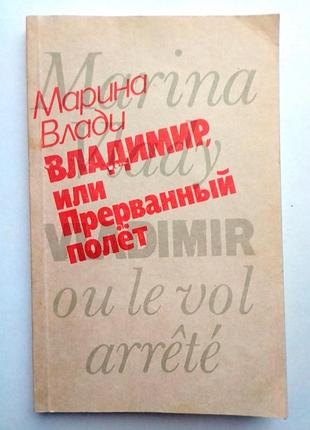 Marina
Vlady
VLADIMIR
ou le vol
arrêté
Марина
Влади
ВЛАДИМИР,
или
Прерванный
полёт